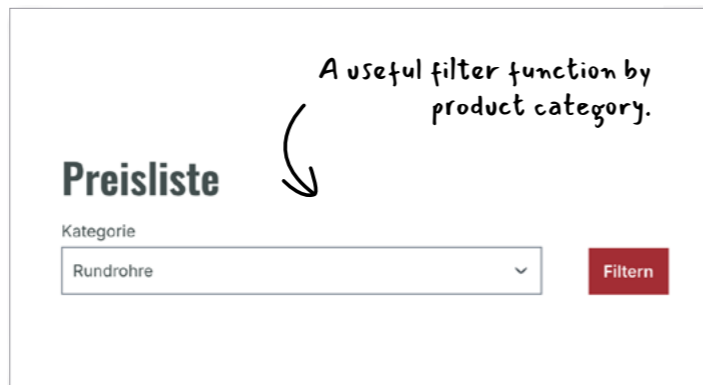 A useful filter function by
product category.
Preisliste
Kategorie
Rundrohre
Filtern